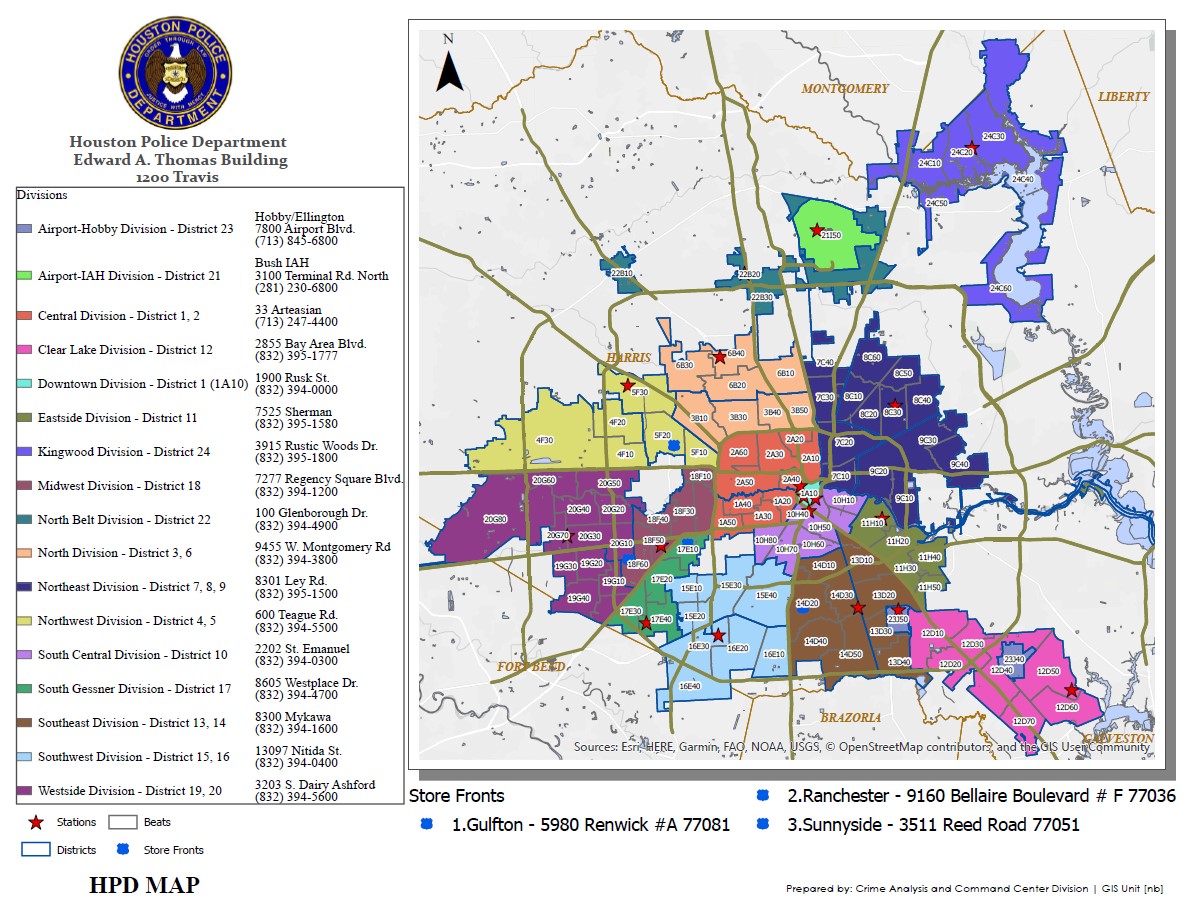 HOUSTON POLICE
ORDER THROUGH LAW
JUSTICE WITH MERCY
DEPARTMENT
Houston Police Department
Edward A. Thomas Building
1200 Travis
Divisions
Airport-Hobby Division - District 23
Hobby/Ellington
7800 Airport Blvd.
(713) 845-6800
Airport-IAH Division - District 21
Bush IAH
3100 Terminal Rd. North
(281) 230-6800
Central Division - District 1, 2
33 Arteasian
(713) 247-4400
Clear Lake Division - District 12
2855 Bay Area Blvd.
(832) 395-1777
Downtown Division - District 1 (1A10)
1900 Rusk St.
(832) 394-0000
Eastside Division - District 11
7525 Sherman
(832) 395-1580
Kingwood Division - District 24
3915 Rustic Woods Dr.
(832) 395-1800
Midwest Division - District 18
7277 Regency Square Blvd.
(832) 394-1200
North Belt Division - District 22
100 Glenborough Dr.
(832) 394-4900
North Division - District 3, 6
9455 W. Montgomery Rd
(832) 394-3800
Northeast Division - District 7, 8, 9
8301 Ley Rd.
(832) 395-1500
Northwest Division - District 4, 5
600 Teague Rd.
(832) 394-5500
South Central Division - District 10
2202 St. Emanuel
(832) 394-0300
South Gessner Division - District 17
8605 Westplace Dr.
(832) 394-4700
Southeast Division - District 13, 14
8300 Mykawa
(832) 394-1600
Southwest Division - District 15, 16
13097 Nitida St.
(832) 394-0400
Westside Division - District 19, 20
3203 S. Dairy Ashford
(832) 394-5600
Stations
Beats
Districts
Store Fronts
HPD MAP
N
MONTGOMERY
LIBERTY
24C30
24C20
24C10
24C40
24C50
21I50
22B10
22B20
22B30
24C60
HARRIS
6B40
6B30
6B10
6B20
7C40
8C60
8C50
5F30
7C30
8C10
8C40
8C20
8C30
3B10
3B30
3B40
3B50
4F20
4F30
5F20
4F10
5F10
2A60
2A30
2A20
2A10
7C20
9C30
9C40
9C20
7C10
18F10
2A50
2A40
20G60
20G50
1A10
9C10
10H10
20G40
20G20
18F30
18F40
1A40
1A20
1A30
1A50
10H40
20G80
11H10
10H50
20G70
20G30
20G10
18F50
17E10
10H80
10H70
10H60
11H20
11H40
11H30
11H50
19G30
19G20
18F60
14D10
13D10
19G10
17E20
15E10
15E30
15E40
19G40
17E30
17E40
15E20
14D20
14D30
13D20
23J50
13D30
12D10
12D30
16E30
16E20
16E10
14D40
14D50
13D40
12D20
23J40
12D40
12D50
16E40
12D60
12D70
FORT BEND
BRAZORIA
GALVESTON
Sources: Esri, HERE, Garmin, FAO, NOAA, USGS, © OpenStreetMap contributors, and the GIS User Community
Store Fronts
1.Gulfton - 5980 Renwick #A 77081
2.Ranchester - 9160 Bellaire Boulevard # F 77036
3.Sunnyside - 3511 Reed Road 77051
Prepared by: Crime Analysis and Command Center Division | GIS Unit [nb]